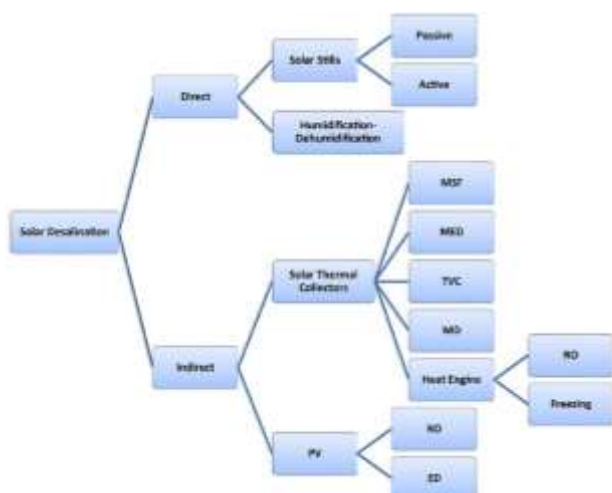 Passive
Solar Stills
Active
Direct
Humidification-
Dehumidification
MSF
MED
Solar Desalination
Solar Thermal
Collectors
TVC
MD
RO
Indirect
Heat Engine
Freezing
RO
PV
ED